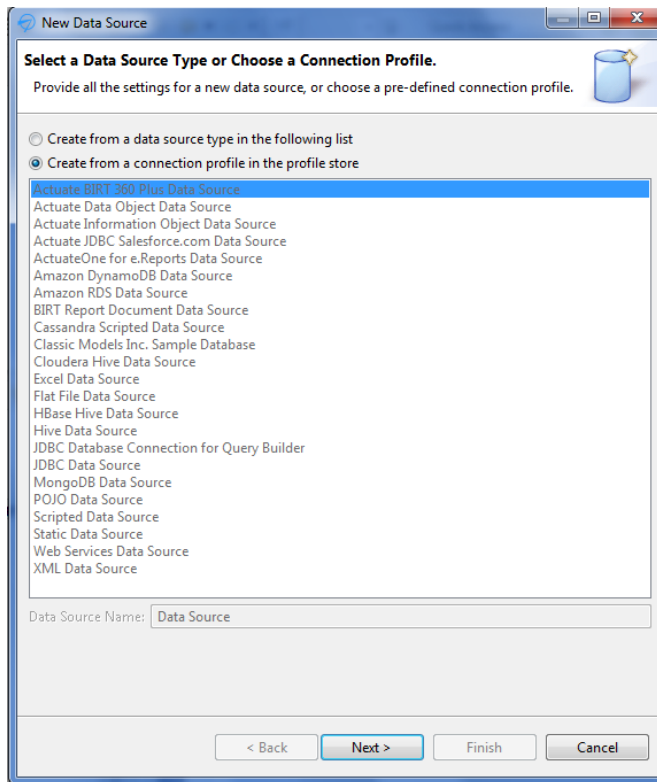 New Data Source
Select a Data Source Type or Choose a Connection Profile.
Provide all the settings for a new data source, or choose a pre-defined connection profile.
Create from a data source type in the following list
Create from a connection profile in the profile store
Actuate BIRT 360 Plus Data Source
Actuate Data Object Data Source
Actuate Information Object Data Source
Actuate JDBC Salesforce.com Data Source
ActuateOne for e.Reports Data Source
Amazon DynamoDB Data Source
Amazon RDS Data Source
BIRT Report Document Data Source
Cassandra Scripted Data Source
Classic Models Inc. Sample Database
Cloudera Hive Data Source
Excel Data Source
Flat File Data Source
HBase Hive Data Source
Hive Data Source
JDBC Database Connection for Query Builder
JDBC Data Source
MongoDB Data Source
POJO Data Source
Scripted Data Source
Static Data Source
Web Services Data Source
XML Data Source
Data Source Name: Data Source
< Back Next > Finish Cancel